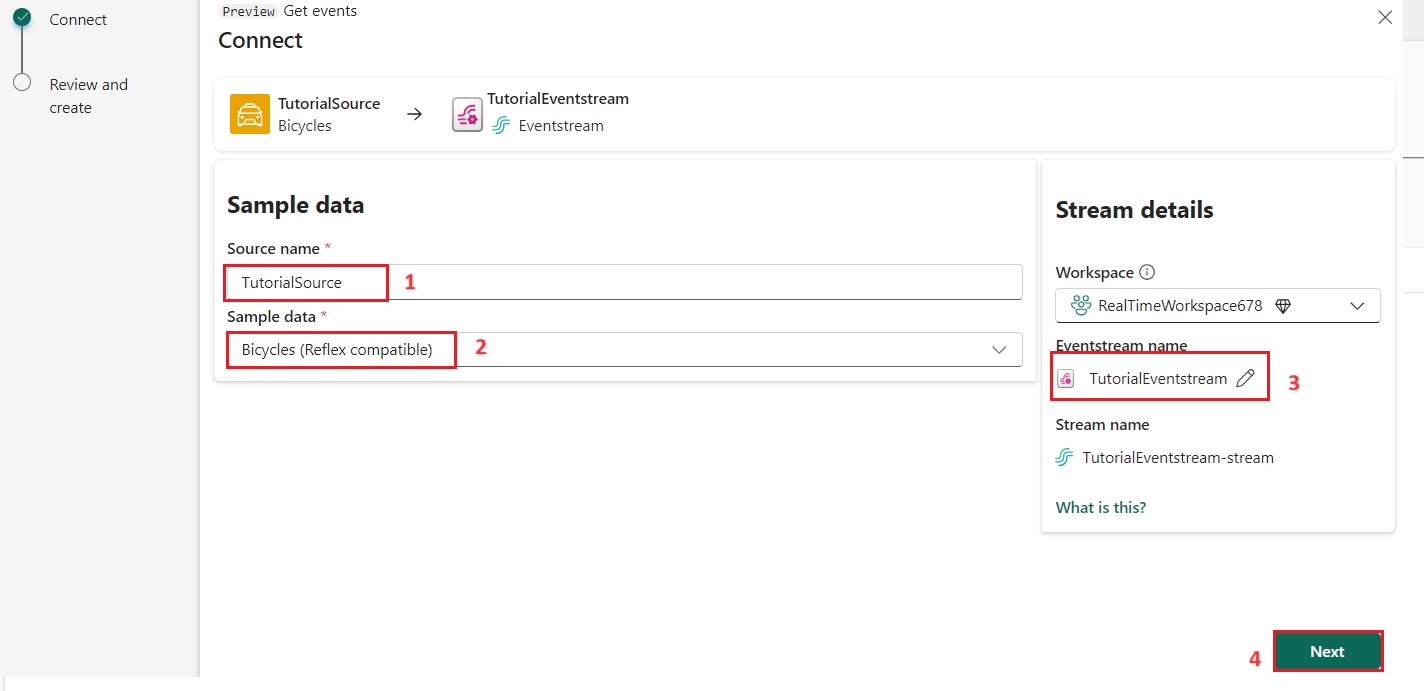 Connect
Review and
create
Preview Get events
Connect
TutorialSource
Bicycles
TutorialEventstream
Eventstream
Sample data
Source name *
TutorialSource
1
Sample data *
Bicycles (Reflex compatible)
2
Stream details
Workspace
RealTimeWorkspace678
Eventstream name
TutorialEventstream
3
Stream name
TutorialEventstream-stream
What is this?
4
Next